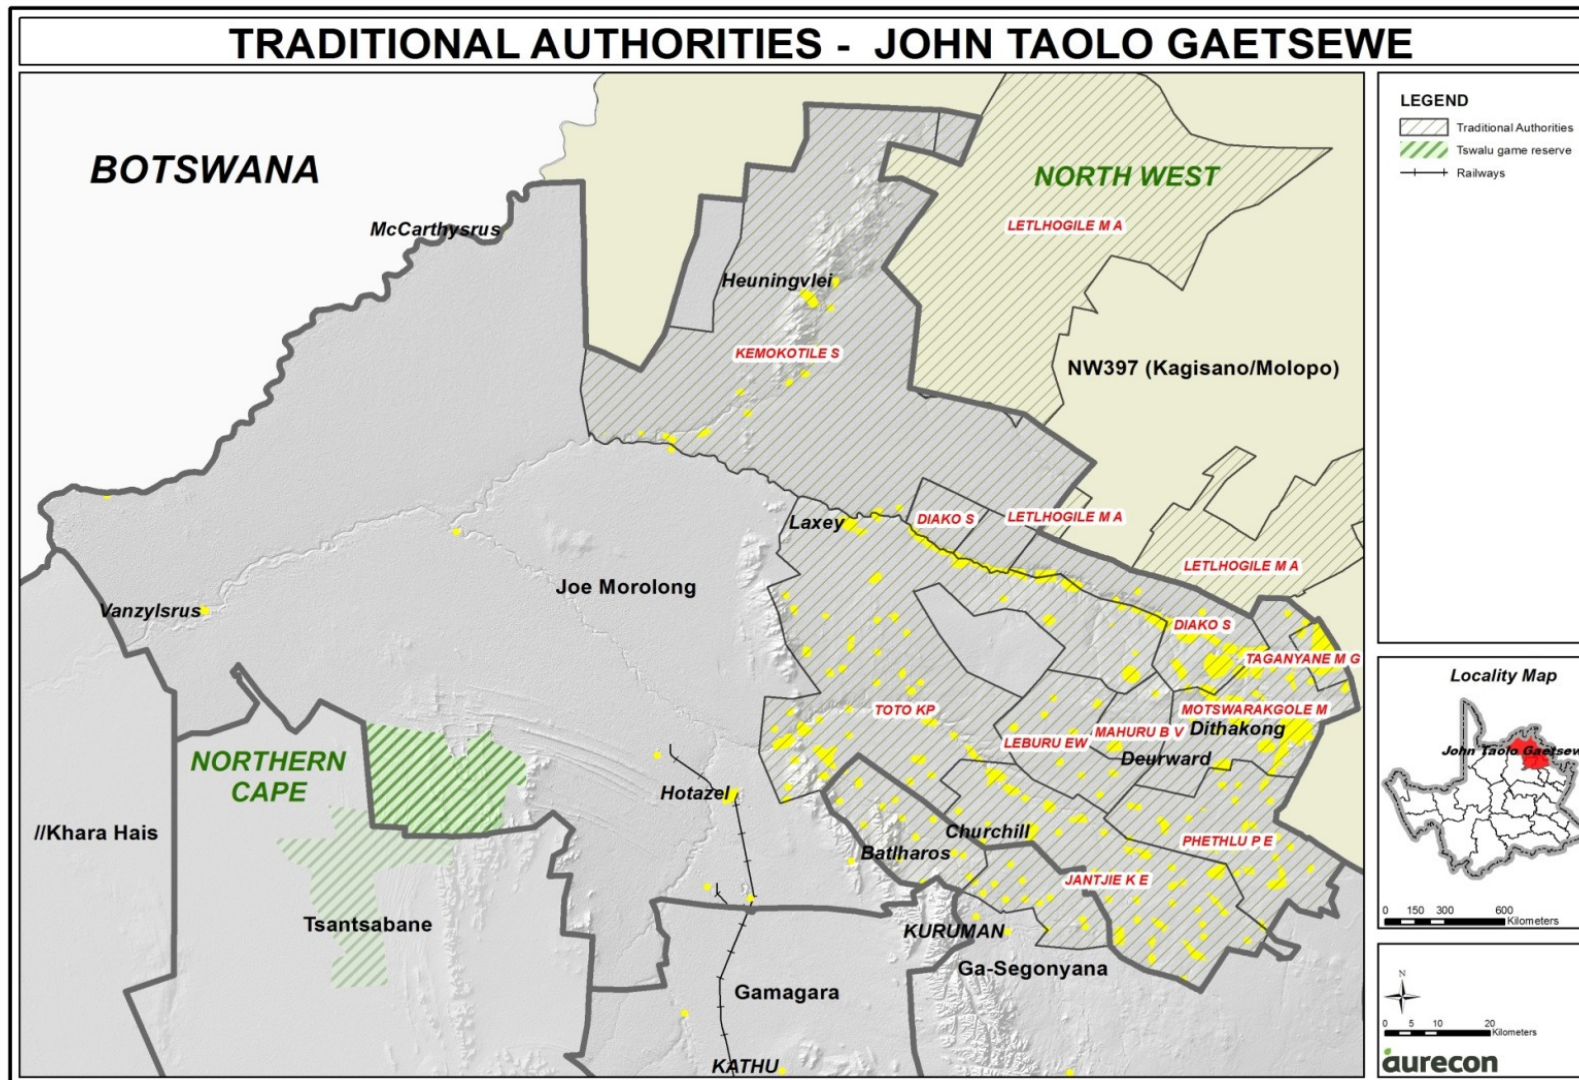 TRADITIONAL AUTHORITIES - JOHN TAOLO GAETSEWE
BOTSWANA
McCarthysrus
NORTH WEST
LETLHOGILE M A
Heuningvlei
KEMOKOTILE S
NW397 (Kagisano/Molopo)
Laxey
DIAKO S
LETLHOGILE M A
LETLHOGILE M A
Joe Morolong
Vanzylsrus
DIAKO S
TAGANYANE M G
TOTO KP
MOTSWARAKGOLE M
Dithakong
MAHURU B V
LEBURU EW
Deurward
NORTHERN
CAPE
Hotazel
//Khara Hais
Churchill
Batlharos
PHETHLU P E
JANTJIE K E
Tsantsabane
KURUMAN
Ga-Segonyana
Gamagara
KATHU
LEGEND
Traditional Authorities
Tswalu game reserve
Railways
Locality Map
John Taolo Gaetsew
0 150 300 600
Kilometers
N
0 5 10 20
Kilometers
aurecon